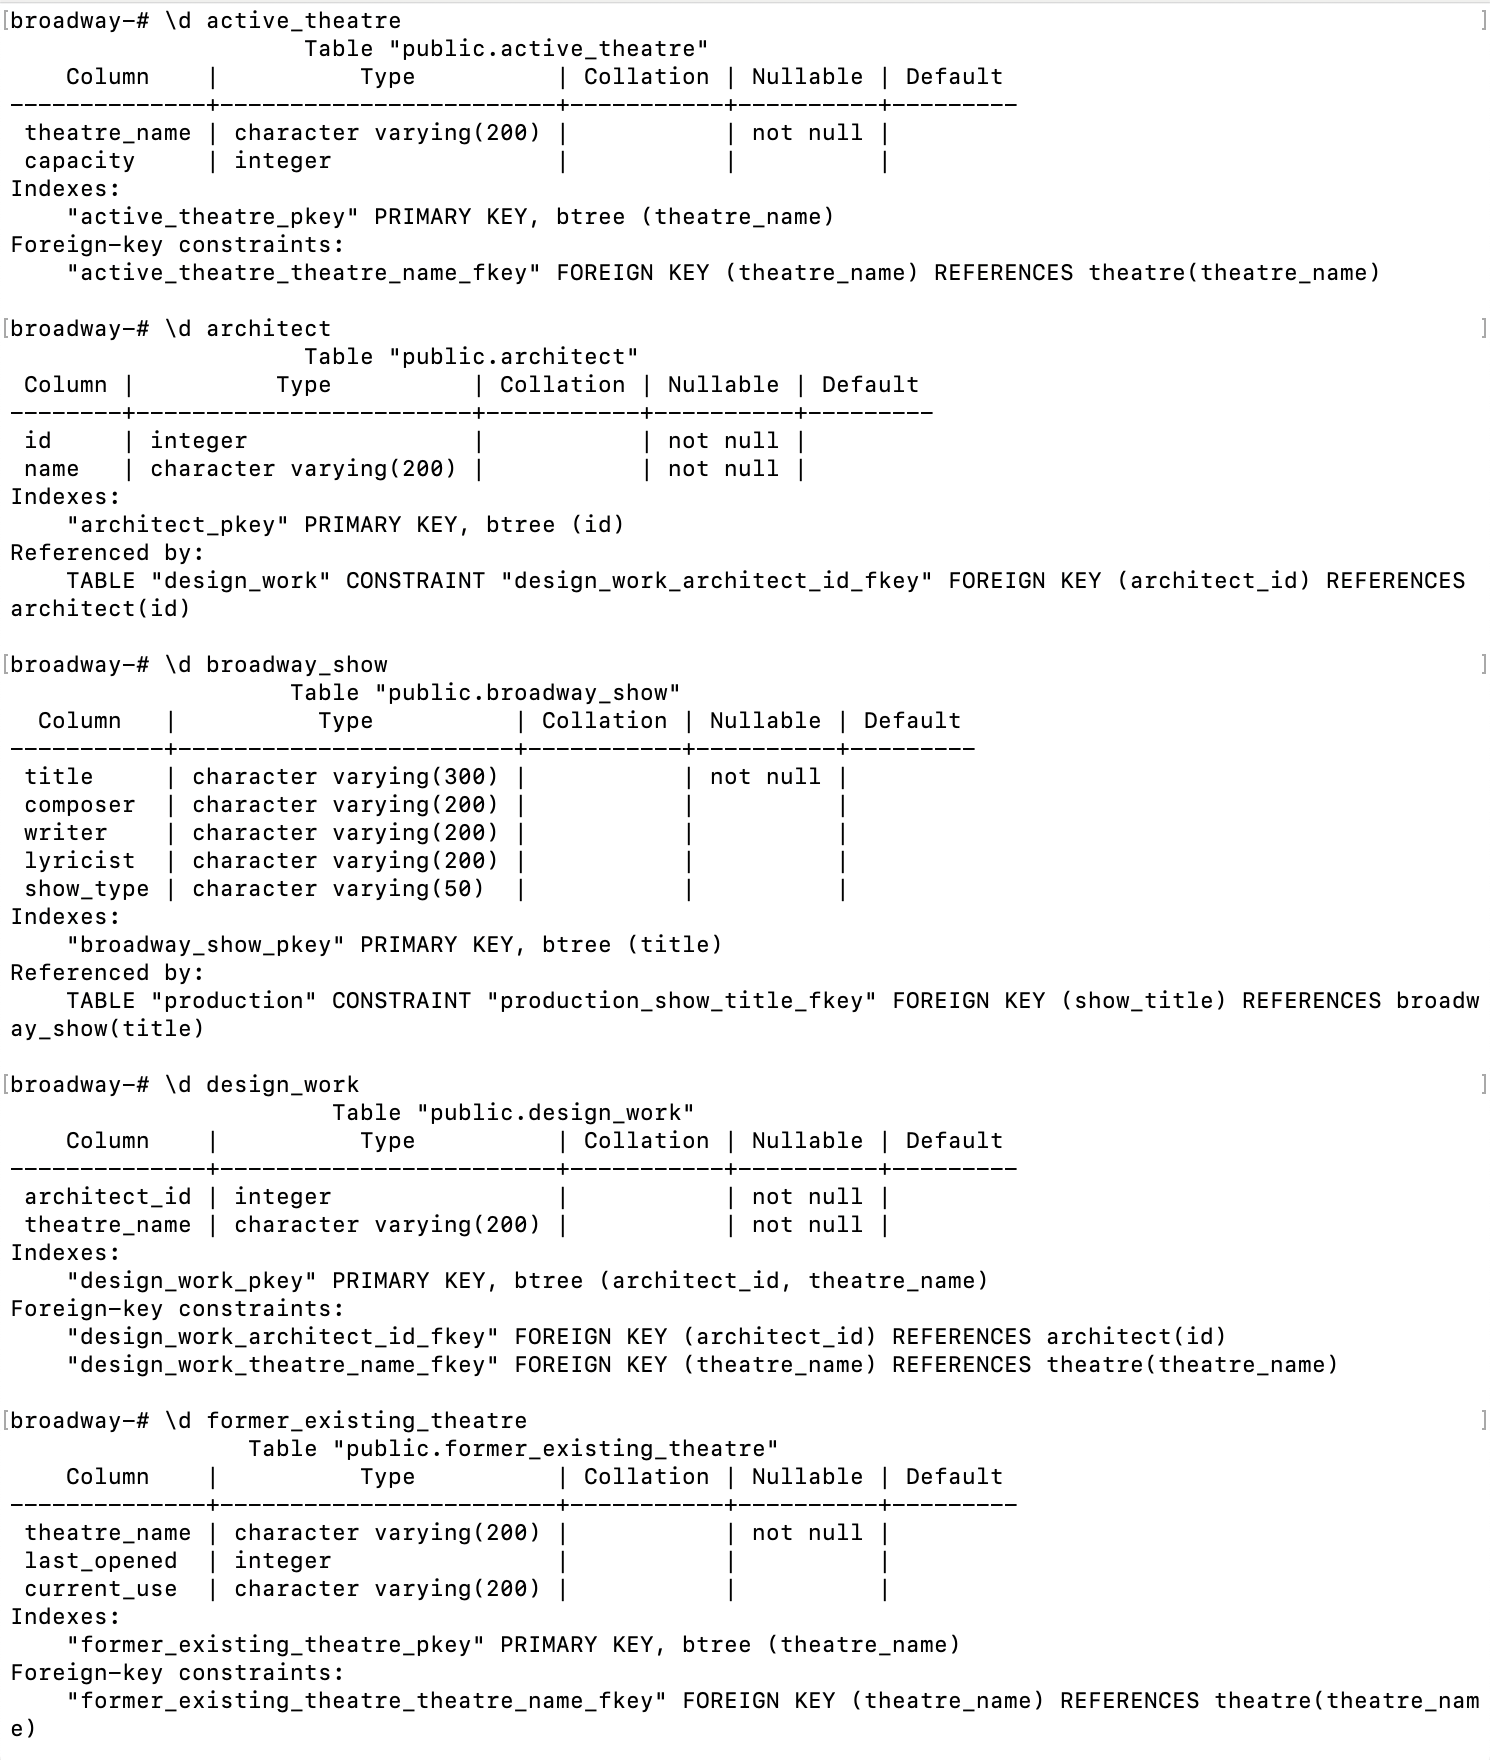 [broadway-# \d active_theatre ]
                     Table "public.active_theatre"
    Column    |          Type          | Collation | Nullable | Default
--------------+------------------------+-----------+----------+---------
 theatre_name | character varying(200) |           | not null |
 capacity     | integer                |           |          |
Indexes:
    "active_theatre_pkey" PRIMARY KEY, btree (theatre_name)
Foreign-key constraints:
    "active_theatre_theatre_name_fkey" FOREIGN KEY (theatre_name) REFERENCES theatre(theatre_name)

[broadway-# \d architect ]
                     Table "public.architect"
 Column |          Type          | Collation | Nullable | Default
--------+------------------------+-----------+----------+---------
 id     | integer                |           | not null |
 name   | character varying(200) |           | not null |
Indexes:
    "architect_pkey" PRIMARY KEY, btree (id)
Referenced by:
    TABLE "design_work" CONSTRAINT "design_work_architect_id_fkey" FOREIGN KEY (architect_id) REFERENCES
architect(id)

[broadway-# \d broadway_show ]
                    Table "public.broadway_show"
  Column   |          Type          | Collation | Nullable | Default
-----------+------------------------+-----------+----------+---------
 title     | character varying(300) |           | not null |
 composer  | character varying(200) |           |          |
 writer    | character varying(200) |           |          |
 lyricist  | character varying(200) |           |          |
 show_type | character varying(50)  |           |          |
Indexes:
    "broadway_show_pkey" PRIMARY KEY, btree (title)
Referenced by:
    TABLE "production" CONSTRAINT "production_show_title_fkey" FOREIGN KEY (show_title) REFERENCES broadw
ay_show(title)

[broadway-# \d design_work ]
                       Table "public.design_work"
    Column    |          Type          | Collation | Nullable | Default
--------------+------------------------+-----------+----------+---------
 architect_id | integer                |           | not null |
 theatre_name | character varying(200) |           | not null |
Indexes:
    "design_work_pkey" PRIMARY KEY, btree (architect_id, theatre_name)
Foreign-key constraints:
    "design_work_architect_id_fkey" FOREIGN KEY (architect_id) REFERENCES architect(id)
    "design_work_theatre_name_fkey" FOREIGN KEY (theatre_name) REFERENCES theatre(theatre_name)

[broadway-# \d former_existing_theatre ]
                 Table "public.former_existing_theatre"
    Column    |          Type          | Collation | Nullable | Default
--------------+------------------------+-----------+----------+---------
 theatre_name | character varying(200) |           | not null |
 last_opened  | integer                |           |          |
 current_use  | character varying(200) |           |          |
Indexes:
    "former_existing_theatre_pkey" PRIMARY KEY, btree (theatre_name)
Foreign-key constraints:
    "former_existing_theatre_theatre_name_fkey" FOREIGN KEY (theatre_name) REFERENCES theatre(theatre_nam
e)